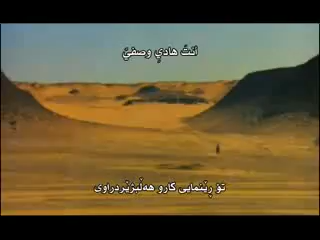 أنتَ هادي وصفيّ
تۆ ڕێنمایی کارو هەڵبژێردراوی